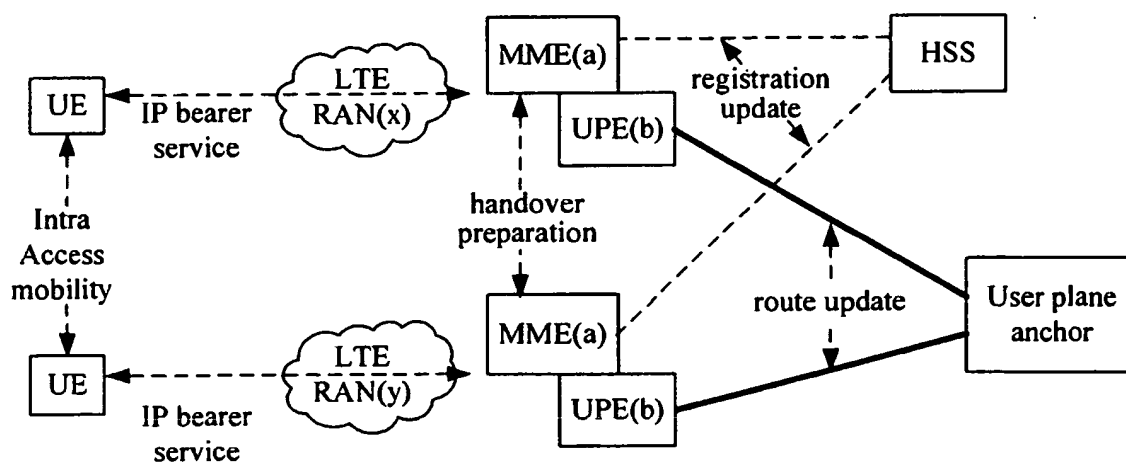 MME(a)
HSS
LTE
RAN(x)
registration
update
UE
IP bearer
service
UPE(b)
Intra
Access
mobility
handover
preparation
route update
User plane
anchor
MME(a)
LTE
RAN(y)
UE
IP bearer
service
UPE(b)